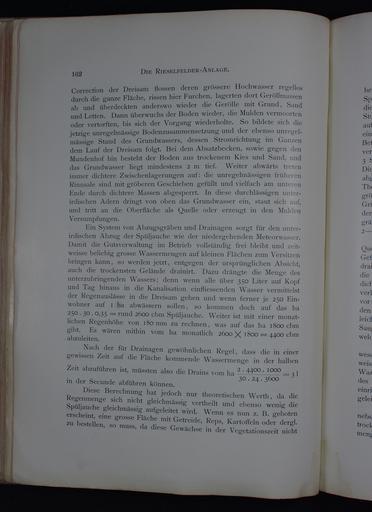 162
DIE RIESELFELDER-ANLAGE.
Correction der Dreisam flossen deren grössere Hochwasser regellos
durch die ganze Fläche, rissen hier Furchen, lagerten dort Geröllmassen
ab und überdeckten anderswo wieder die Gerölle mit Grund, Sand
und Letten. Dann überwuchs der Boden wieder, die Mulden vermoorten
oder vertorften, bis sich der Vorgang wiederholte. So bildete sich die
jetzige unregelmässige Bodenzusammensetzung und der ebenso unregel-
mässige Stand des Grundwassers, dessen Stromrichtung im Ganzen
dem Lauf der Dreisam folgt. Bei dem Absatzbecken, sowie gegen den
Mundenhof hin besteht der Boden aus trockenem Kies und Sand, und
das Grundwasser liegt mindestens 2 m tief. Weiter abwärts treten
immer dichtere Zwischenlagerungen auf: die unregelmässigen früheren
Rinnsale sind mit gröberen Geschieben gefüllt und vielfach am unteren
Ende durch dichtere Massen abgesperrt. In diese durchlässigen unter-
irdischen Adern dringt von oben das Grundwasser ein, staut sich auf,
und tritt an die Oberfläche als Quelle oder erzeugt in den Mulden
Versumpfungen.
Ein System von Abzugsgräben und Drainagen sorgt für den unter-
irdischen Abzug der Spüljauche wie der niedergehenden Meteorwasser.
Damit die Gutsverwaltung im Betrieb vollständig frei bleibt und zeit-
weise beliebig grosse Wassermengen auf kleinen Flächen zum Versitzen
bringen kann, so werden jetzt, entgegen der ursprünglichen Absicht,
auch die trockensten Gelände drainirt. Dazu drängte die Menge des
unterzubringenden Wassers; denn wenn alle über 350 Liter auf Kopf
und Tag hinaus in die Kanalisation einfliessenden Wasser vermittelst
der Regenauslässe in die Dreisam gehen und wenn ferner je 250 Ein-
wohner auf 1 ha abwässern sollen, so kommen doch auf das ha
250 . 30 . 0,35 = rund 2600 cbm Spüljauche. Weiter ist mit einer monat-
lichen Regenhöhe von 180 mm zu rechnen, was auf das ha 1800 cbm
gibt. Es wären mithin vom ha monatlich 2600 × 1800 = 4400 cbm
abzuleiten.
Nach der für Drainagen gewöhnlichen Regel, dass die in einer
gewissen Zeit auf die Fläche kommende Wassermenge in der halben
Zeit abzuführen ist, müssten also die Drains vom ha 2 . 4400 . 1000 / 30 . 24 . 3600 = 3 l
in der Secunde abführen können.
Diese Berechnung hat jedoch nur theoretischen Werth, da die
Regenmenge sich nicht gleichmässig vertheilt und ebenso wenig die
Spüljauche gleichmässig aufgeleitet wird. Wenn es nun z. B. geboten
erscheint, eine grosse Fläche mit Getreide, Reps, Kartoffeln oder dergl.
zu bestellen, so muss, da diese Gewächse in der Vegetationszeit nicht